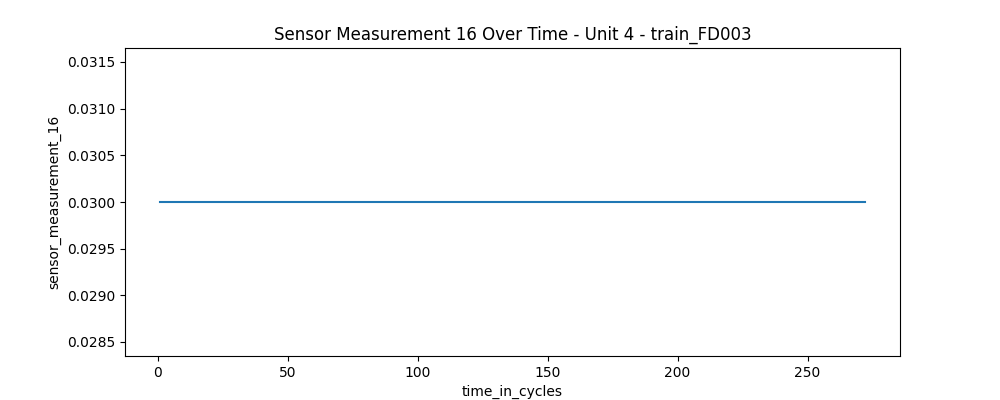 Sensor Measurement 16 Over Time - Unit 4 - train_FD003
sensor_measurement_16
0.0315
0.0310
0.0305
0.0300
0.0295
0.0290
0.0285
0 50 100 150 200 250
time_in_cycles